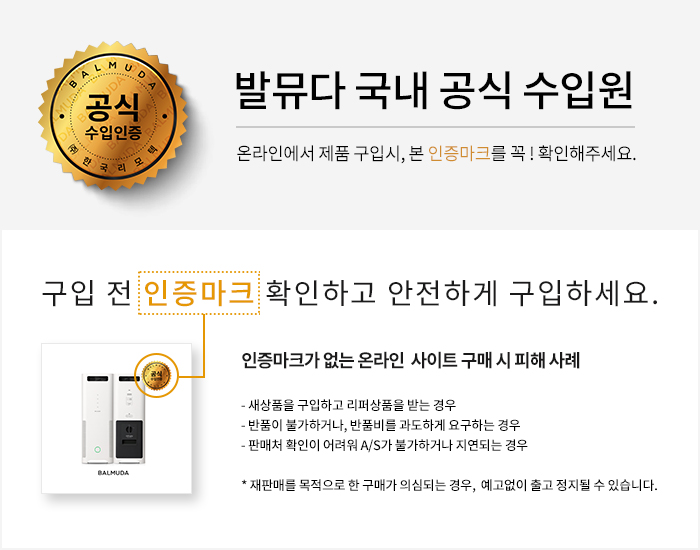 BALMUDA
공식
수입인증
㈜한국리모텍
발뮤다 국내 공식 수입원
온라인에서 제품 구입시, 본 인증마크를 꼭 ! 확인해주세요.
구입 전 인증마크 확인하고 안전하게 구입하세요.
공식
수입인증
BALMUDA
인증마크가 없는 온라인 사이트 구매 시 피해 사례
- 새상품을 구입하고 리퍼상품을 받는 경우
- 반품이 불가하거나, 반품비를 과도하게 요구하는 경우
- 판매처 확인이 어려워 A/S가 불가하거나 지연되는 경우
* 재판매를 목적으로 한 구매가 의심되는 경우, 예고없이 출고 정지될 수 있습니다.